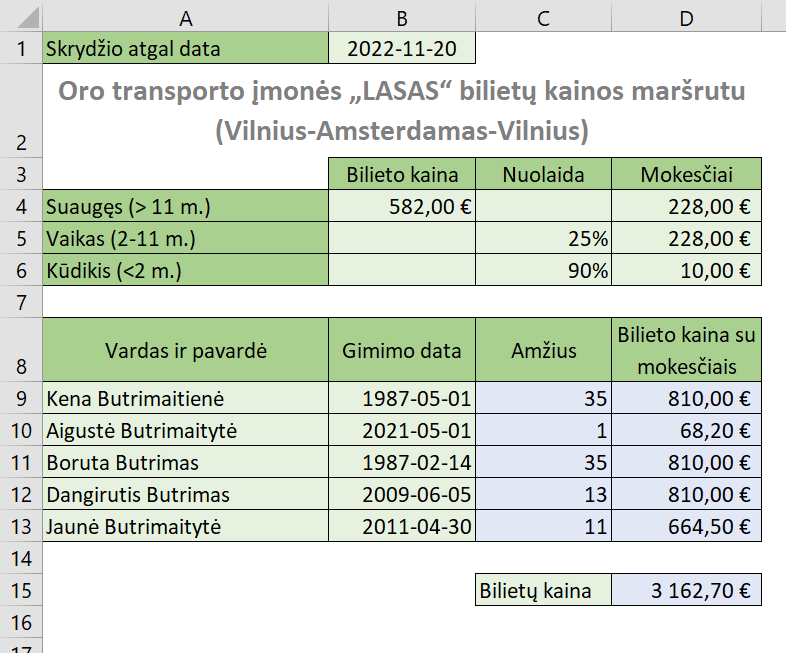 A B C D
1 Skrydžio atgal data 2022-11-20
Oro transporto įmonės „LASAS“ bilietų kainos maršrutu
2 (Vilnius-Amsterdamas-Vilnius)
3 Bilieto kaina Nuolaida Mokesčiai
4 Suaugęs (> 11 m.) 582,00 € 228,00 €
5 Vaikas (2-11 m.) 25% 228,00 €
6 Kūdikis (<2 m.) 90% 10,00 €
7
8 Vardas ir pavardė Gimimo data Amžius Bilieto kaina su
mokesčiais
9 Kena Butrimaitienė 1987-05-01 35 810,00 €
10 Aigustė Butrimaitytė 2021-05-01 1 68,20 €
11 Boruta Butrimas 1987-02-14 35 810,00 €
12 Dangirutis Butrimas 2009-06-05 13 810,00 €
13 Jaunė Butrimaitytė 2011-04-30 11 664,50 €
14
15 Bilietų kaina 3 162,70 €
16
17